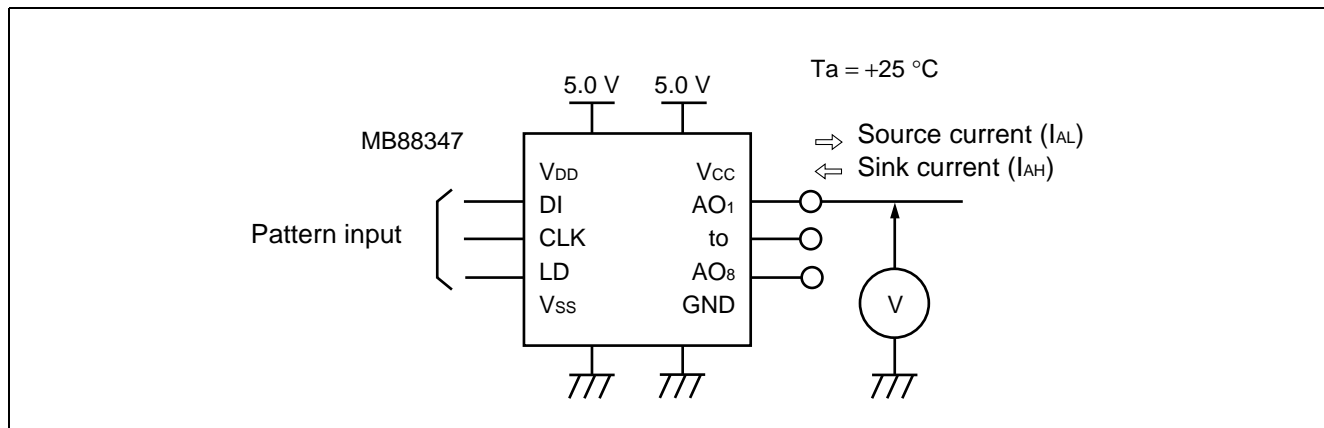 Ta = +25 °C
5.0 V 5.0 V
MB88347
Source current (IAL)
Sink current (IAH)
VDD VCC
DI AO1
Pattern input
CLK to
LD AO8
VSS GND
V